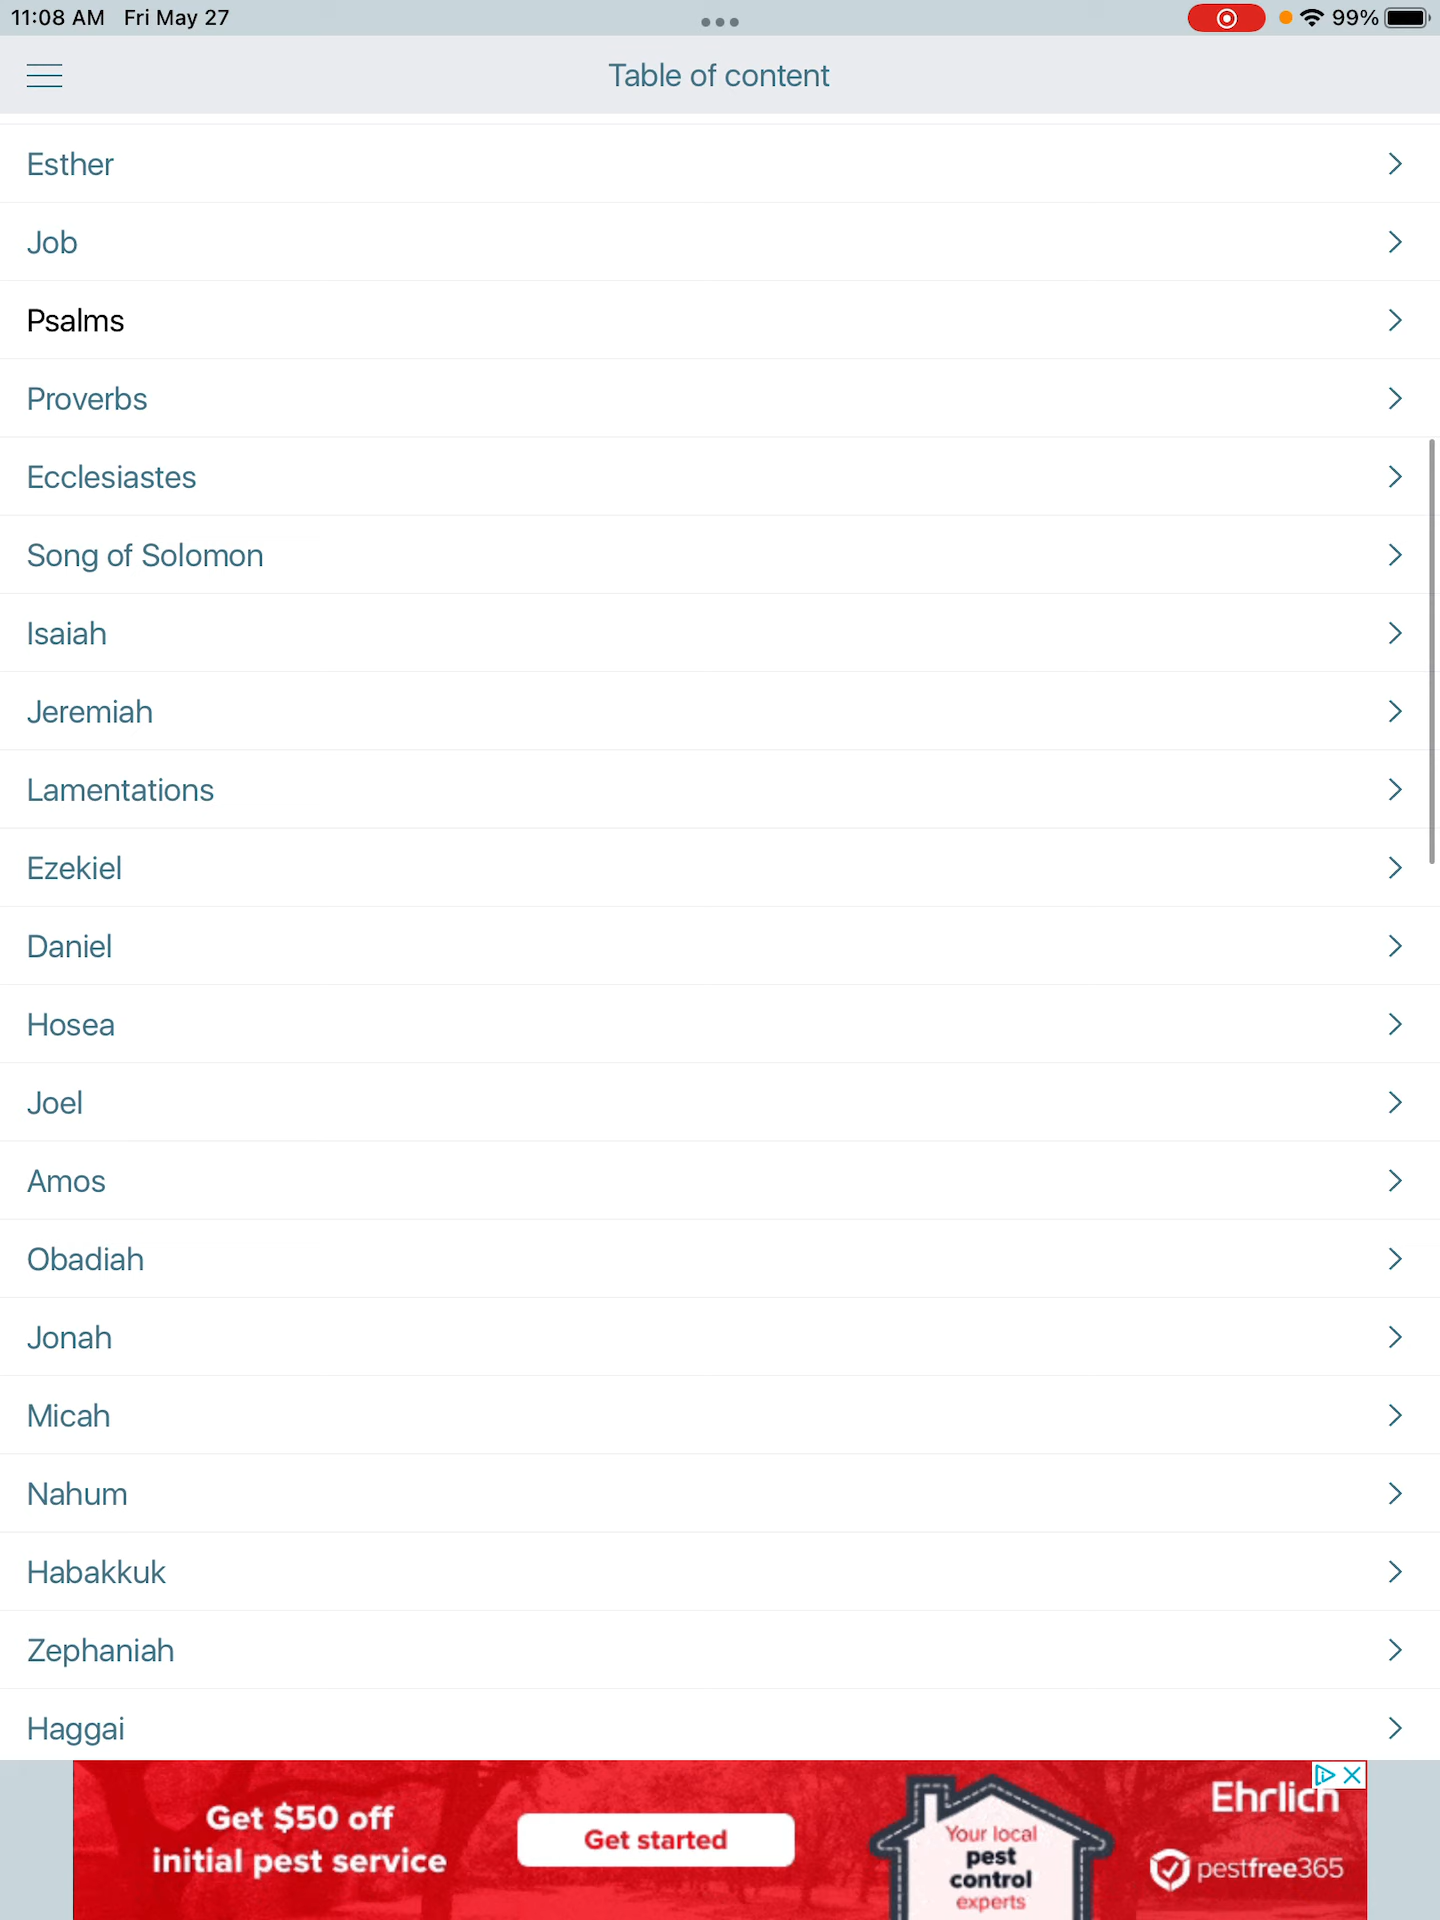 11:08 AM Fri May 27
99%
Table of content
Esther
Job
Psalms
Proverbs
Ecclesiastes
Song of Solomon
Isaiah
Jeremiah
Lamentations
Ezekiel
Daniel
Hosea
Joel
Amos
Obadiah
Jonah
Micah
Nahum
Habakkuk
Zephaniah
Haggai
Get $50 off
initial pest service
Get started
Your local
pest
control
experts
Ehrlich
pestfree365